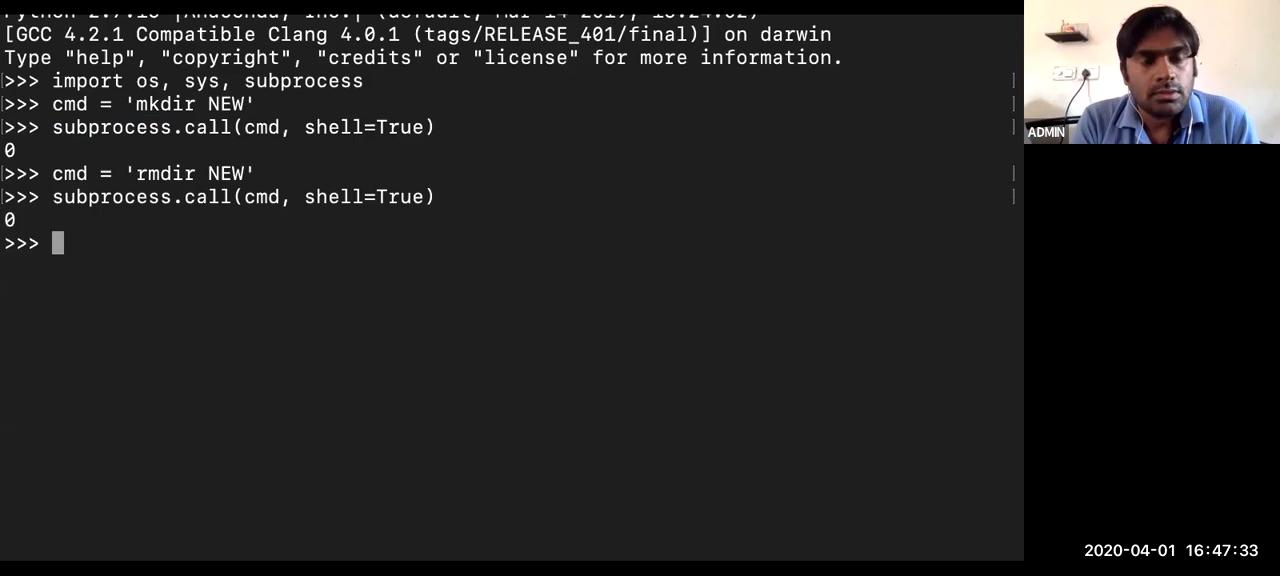 [GCC 4.2.1 Compatible Clang 4.0.1 (tags/RELEASE_401/final)] on darwin
Type "help", "copyright", "credits" or "license" for more information.
>>> import os, sys, subprocess
>>> cmd = 'mkdir NEW'
>>> subprocess.call(cmd, shell=True)
0
>>> cmd = 'rmdir NEW'
>>> subprocess.call(cmd, shell=True)
0
>>>
ADMIN
2020-04-01 16:47:33